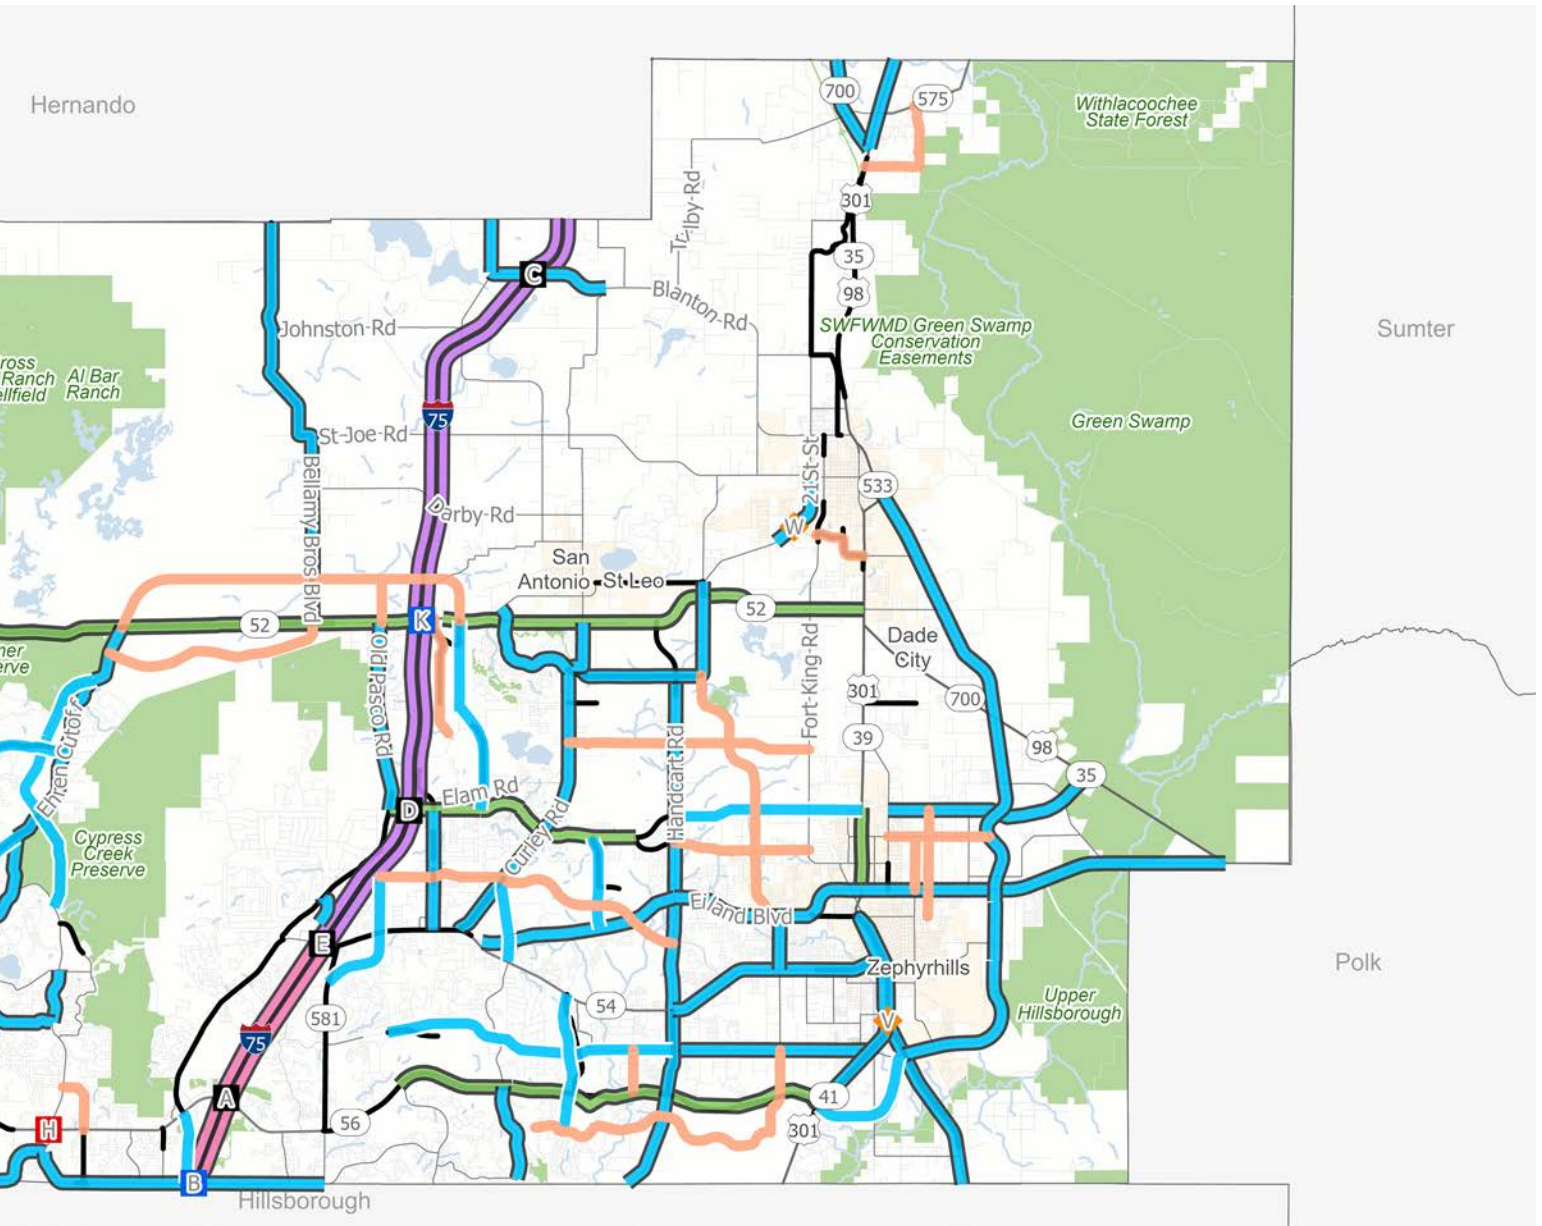 Hernando
700
575
Withlacoochee
State Forest
301
35
98
Trilby-Rd
C
Blanton-Rd
Johnston-Rd
SWFWMD Green Swamp
Conservation
Easements
Sumter
ross
Ranch
ellfield
Al Bar
Ranch
75
Green Swamp
St-Joe-Rd
Bellamy-Bros-Blvd
21St-St
533
Darby-Rd
W
San
Antonio
St-Leo
52
K
52
Dade
City
Old Pasco Rd
Fort-King-Rd
301
700
39
98
35
Ehren Cutoff
Handcart Rd
D
Elam Rd
Curley Rd
Cypress
Creek
Preserve
Eiland Blvd
E
Zephyrhills
Polk
54
581
V
Upper
Hillsborough
75
A
41
56
301
H
B
Hillsborough